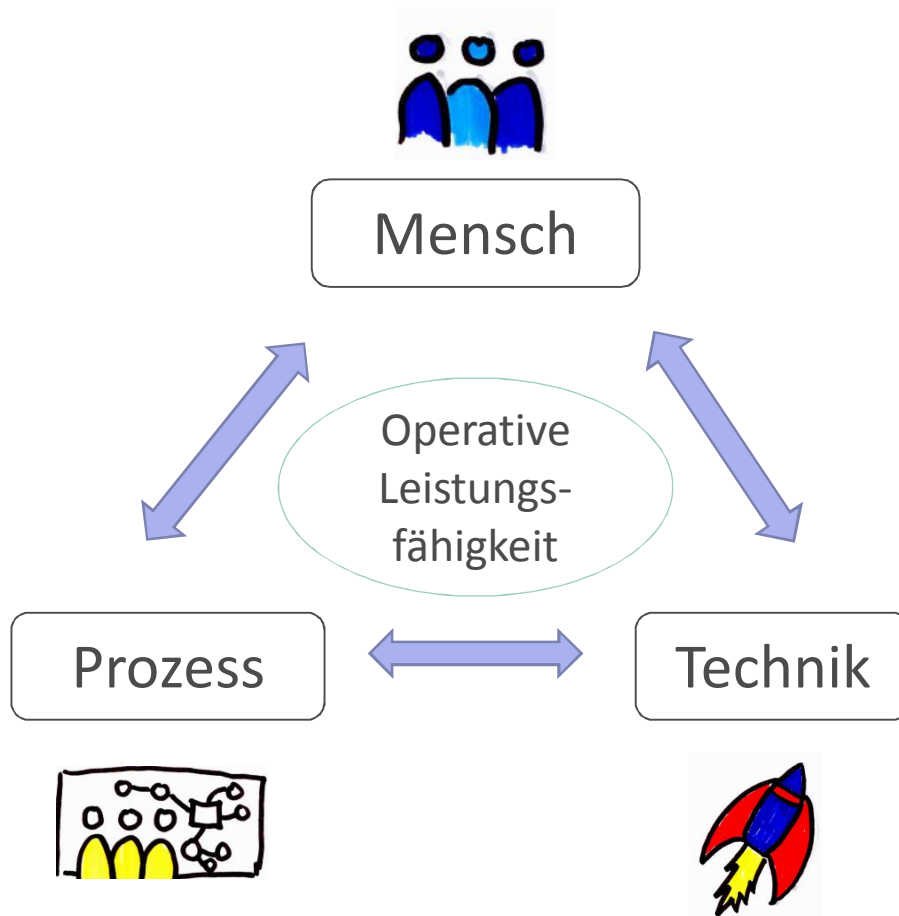 Mensch
Operative
Leistungs-
fähigkeit
Prozess
Technik